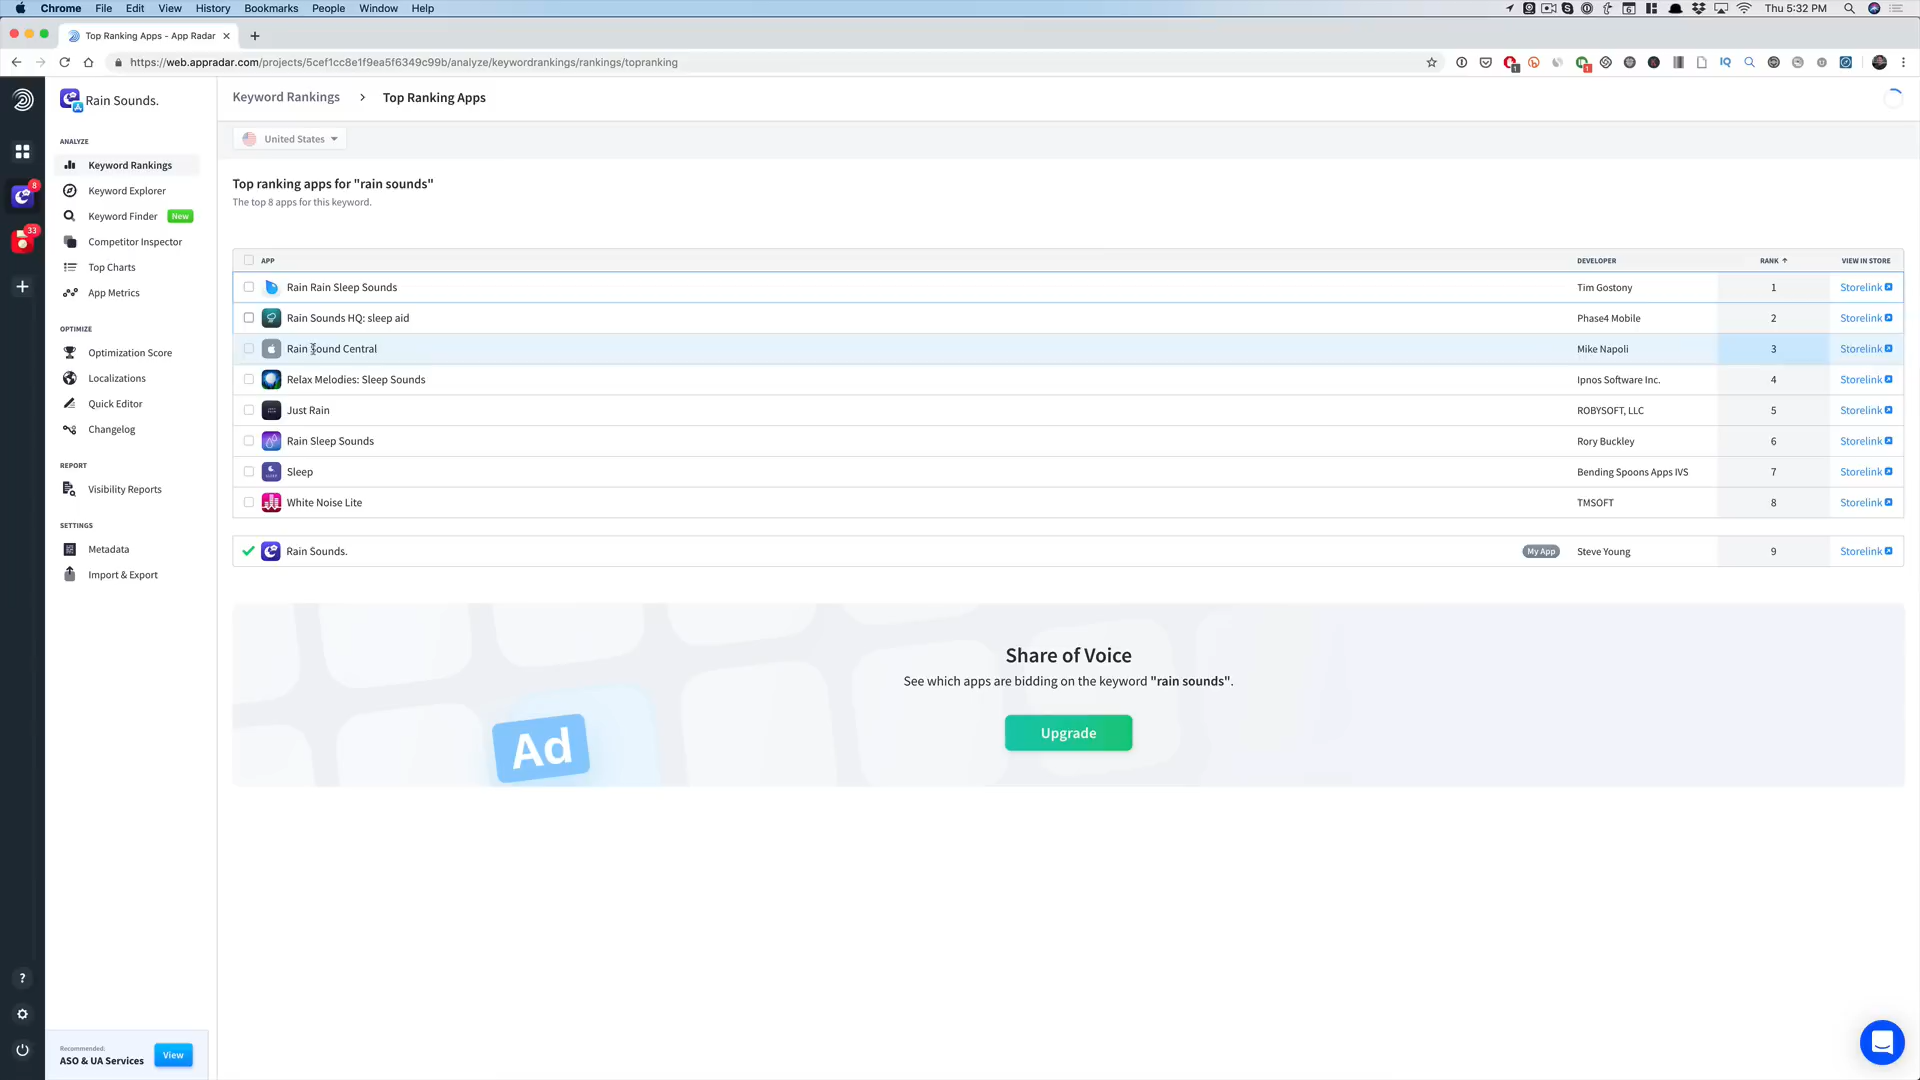 Chrome File Edit View History Bookmarks People Window Help Thu 5:32 PM
Top Ranking Apps - App Radar
https://web.appradar.com/projects/5cef1cc8e1f9ea5f6349c99b/analyze/keywordrankings/rankings/topranking
Rain Sounds.
Keyword Rankings > Top Ranking Apps
United States
ANALYZE
Keyword Rankings
Keyword Explorer
Keyword Finder New
Competitor Inspector
Top Charts
App Metrics
OPTIMIZE
Optimization Score
Localizations
Quick Editor
Changelog
REPORT
Visibility Reports
SETTINGS
Metadata
Import & Export
8
33
Recommended:
ASO & UA Services View
Top ranking apps for "rain sounds"
The top 8 apps for this keyword.
APP DEVELOPER RANK VIEW IN STORE
Rain Rain Sleep Sounds Tim Gostony 1 Storelink
Rain Sounds HQ: sleep aid Phase4 Mobile 2 Storelink
Rain Sound Central Mike Napoli 3 Storelink
Relax Melodies: Sleep Sounds Ipnos Software Inc. 4 Storelink
Just Rain ROBYSOFT, LLC 5 Storelink
Rain Sleep Sounds Rory Buckley 6 Storelink
Sleep Bending Spoons Apps IVS 7 Storelink
White Noise Lite TMSOFT 8 Storelink
Rain Sounds. My App Steve Young 9 Storelink
Share of Voice
See which apps are bidding on the keyword "rain sounds".
Upgrade
Ad